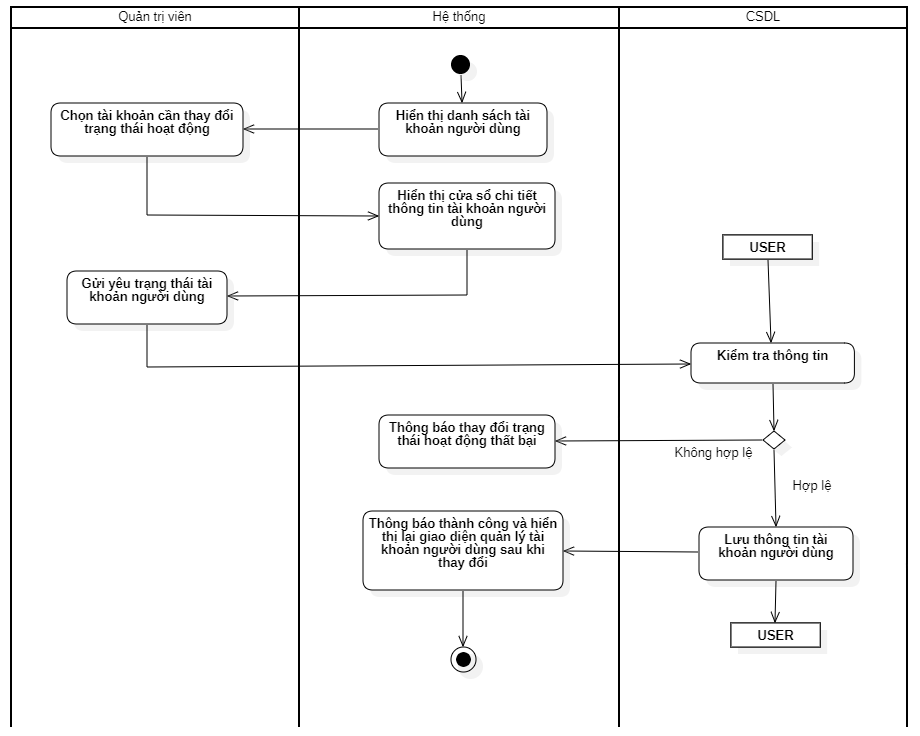 Quản trị viên
Hệ thống
CSDL
Chọn tài khoản cần thay đổi
trạng thái hoạt động
Hiển thị danh sách tài
khoản người dùng
Hiển thị cửa sổ chi tiết
thông tin tài khoản người
dùng
USER
Gửi yêu trạng thái tài
khoản người dùng
Kiểm tra thông tin
Thông báo thay đổi trạng
thái hoạt động thất bại
Không hợp lệ
Hợp lệ
Thông báo thành công và hiển
thị lại giao diện quản lý tài
khoản người dùng sau khi
thay đổi
Lưu thông tin tài
khoản người dùng
USER